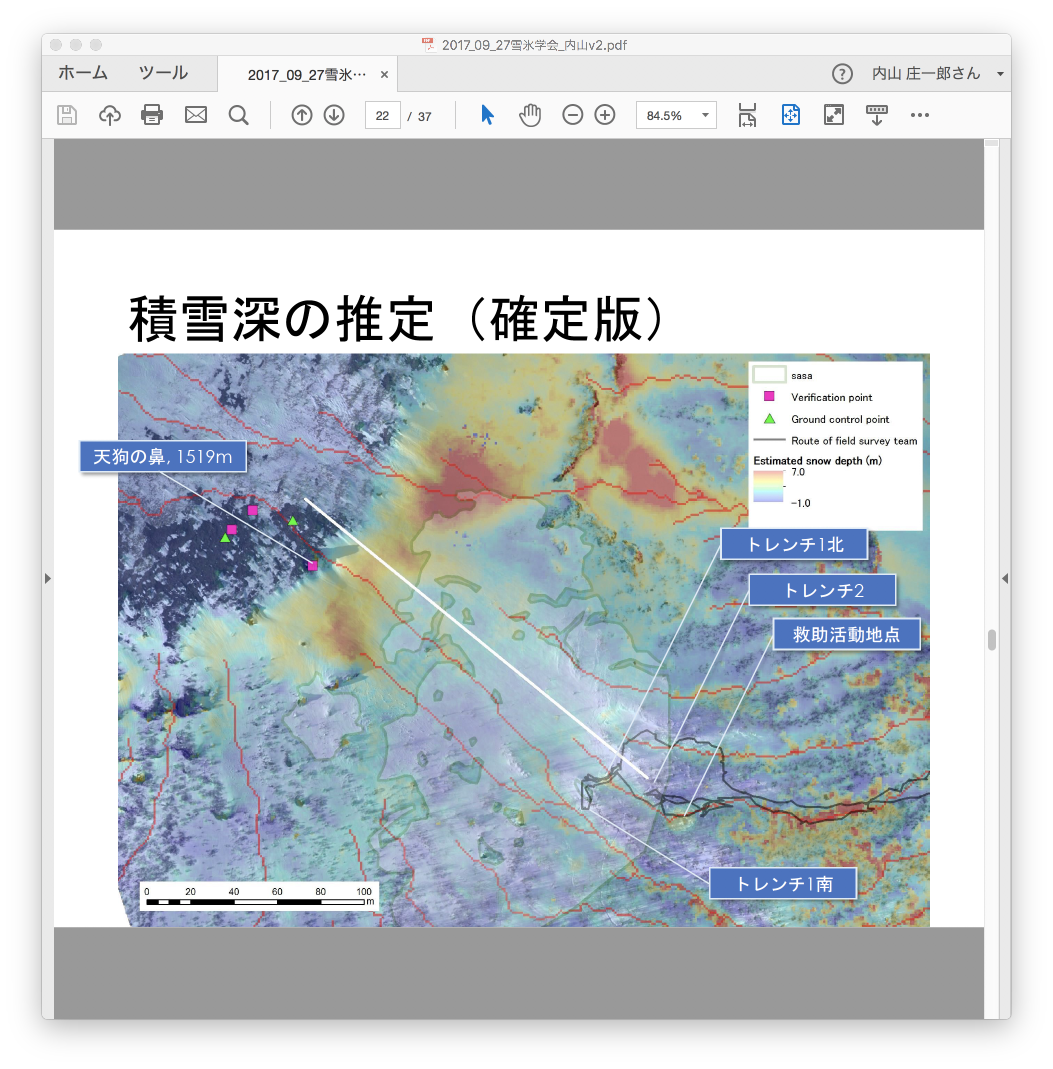 2017_09_27雪氷学会_内山v2.pdf
ホーム
ツール
2017_09_27雪氷… ×
?
内山 庄一郎さん
22 / 37
84.5%
積雪深の推定（確定版）
sasa
Verification point
Ground control point
Route of field survey team
Estimated snow depth (m)
7.0
-1.0
天狗の鼻, 1519m
トレンチ1北
トレンチ2
救助活動地点
トレンチ1南
0 20 40 60 80 100
m